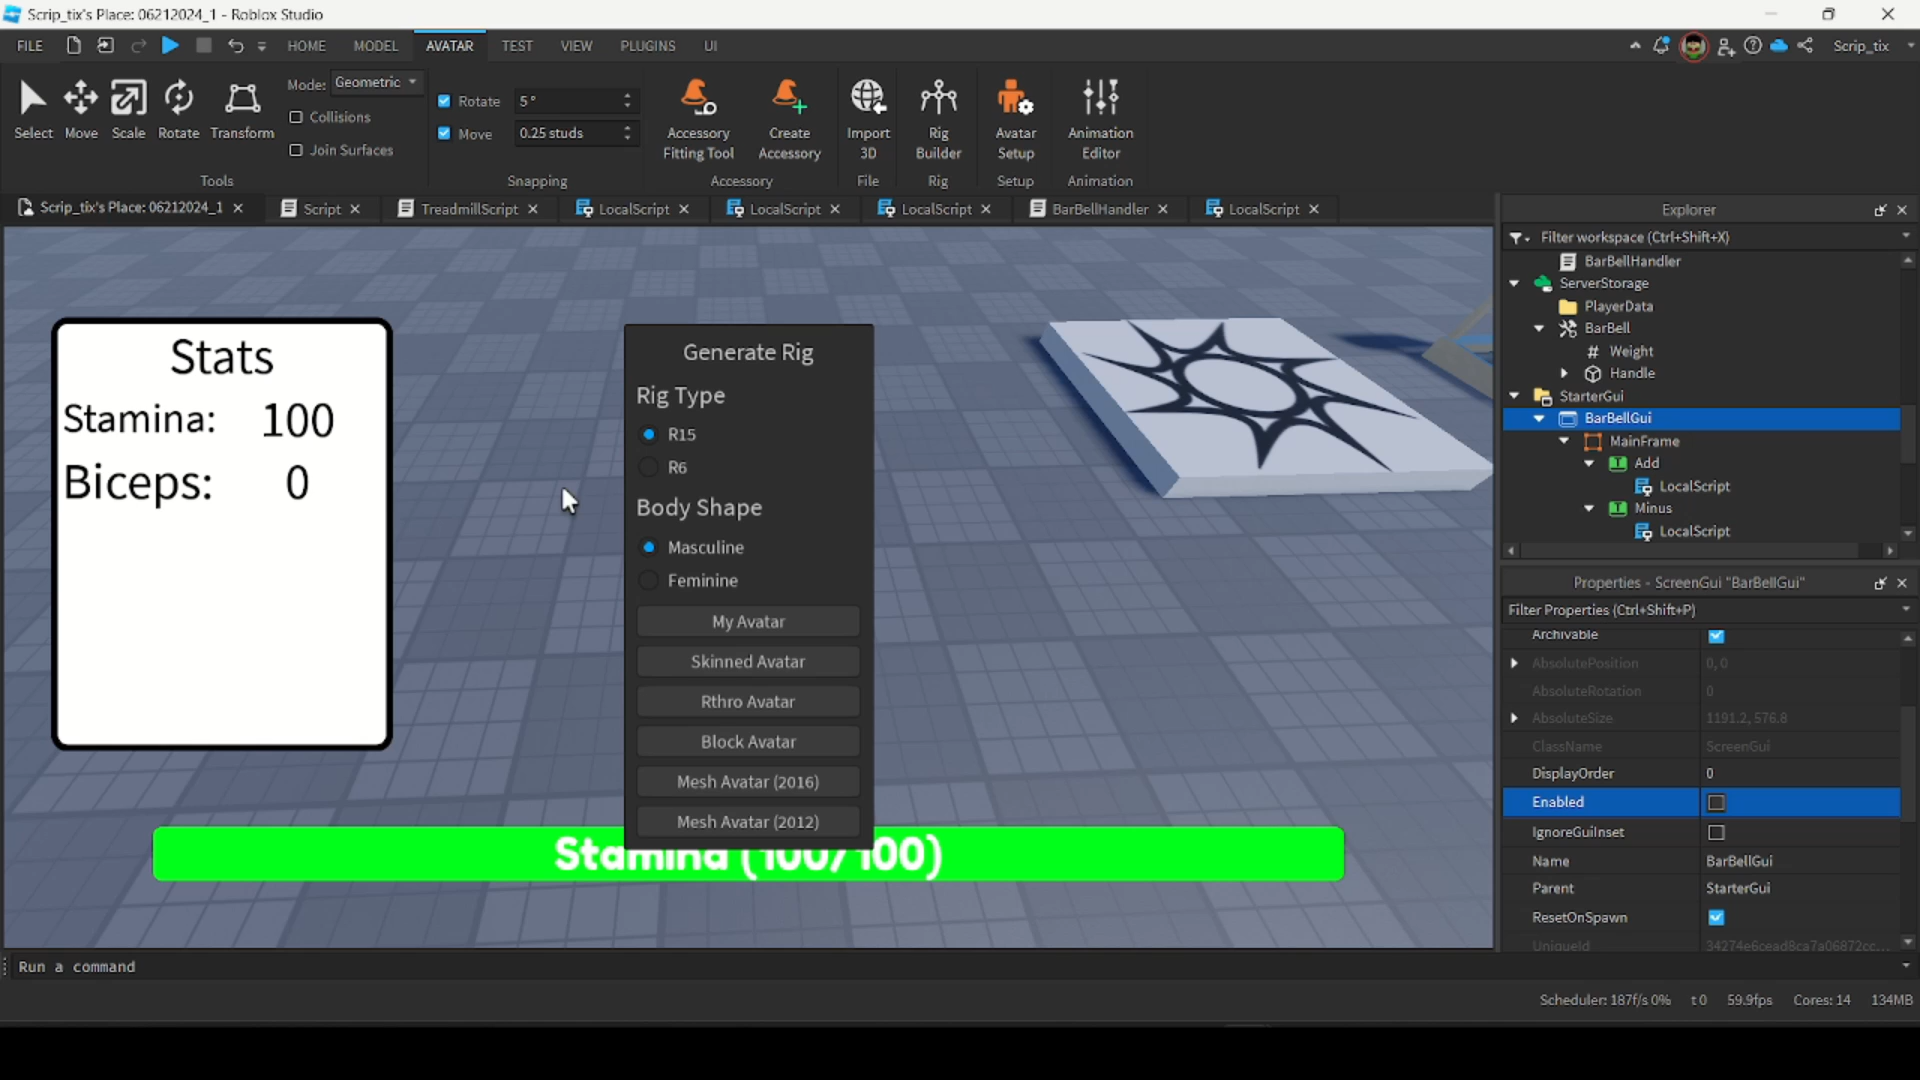 Scrip_tix's Place: 06212024_1 - Roblox Studio
FILE HOME MODEL AVATAR TEST VIEW PLUGINS UI Scrip_tix
Select Move Scale Rotate Transform
Mode: Geometric
Collisions
Join Surfaces
Tools
Rotate 5°
Move 0.25 studs
Snapping
Accessory
Fitting Tool
Create
Accessory
Accessory
Import
3D
File
Rig
Builder
Rig
Avatar
Setup
Setup
Animation
Editor
Animation
Scrip_tix's Place: 06212024_1 Script TreadmillScript LocalScript LocalScript LocalScript BarBellHandler LocalScript
Stats
Stamina: 100
Biceps: 0
Generate Rig
Rig Type
R15
R6
Body Shape
Masculine
Feminine
My Avatar
Skinned Avatar
Rthro Avatar
Block Avatar
Mesh Avatar (2016)
Mesh Avatar (2012)
Stamina (100/100)
Explorer
Filter workspace (Ctrl+Shift+X)
BarBellHandler
ServerStorage
PlayerData
BarBell
Weight
Handle
StarterGui
BarBellGui
MainFrame
Add
LocalScript
Minus
LocalScript
Properties - ScreenGui "BarBellGui"
Filter Properties (Ctrl+Shift+P)
Archivable
AbsolutePosition 0, 0
AbsoluteRotation 0
AbsoluteSize 1191.2, 576.8
ClassName ScreenGui
DisplayOrder 0
Enabled
IgnoreGuiInset
Name BarBellGui
Parent StarterGui
ResetOnSpawn
UniqueId 34274e6cead8ca7a06872cc...
Run a command
Scheduler: 187f/s 0% t 0 59.9fps Cores: 14 134MB